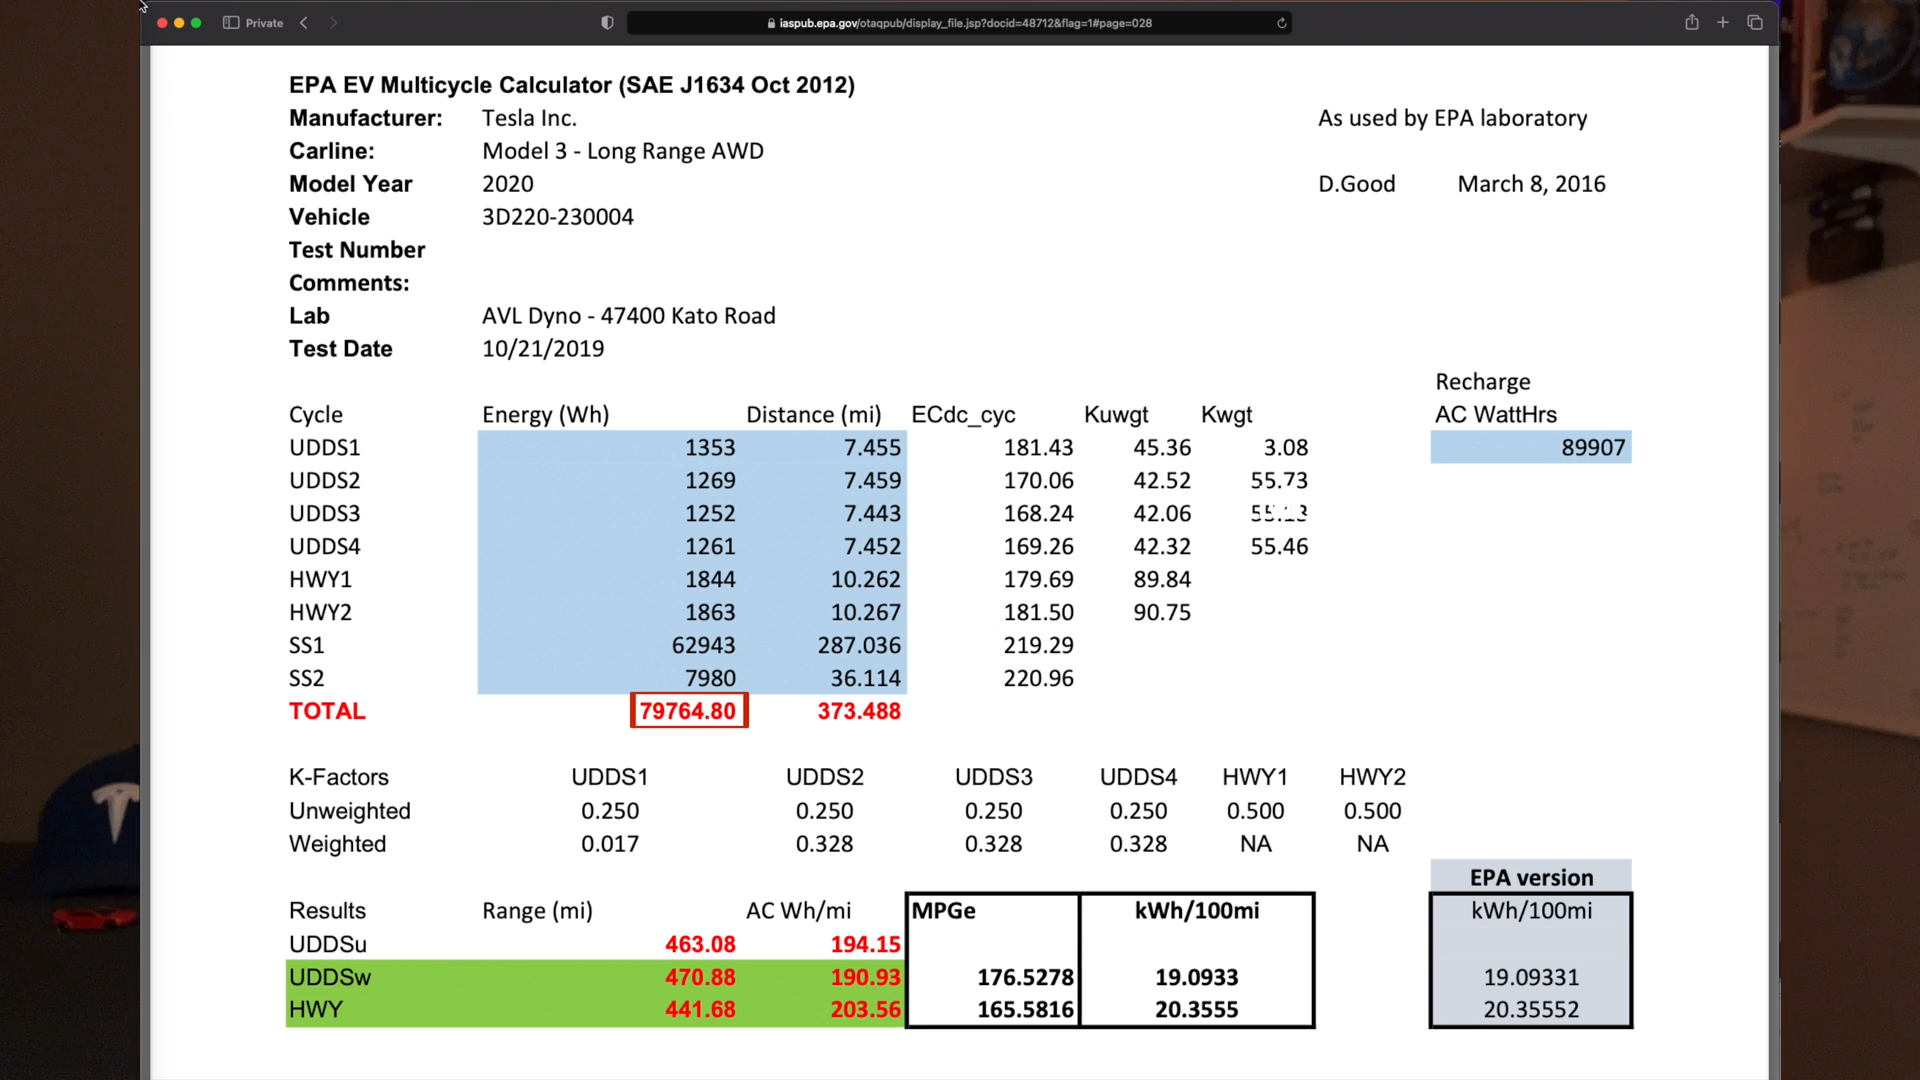 Private
iaspub.epa.gov/otaqpub/display_file.jsp?docid=48712&flag=1#page=028
EPA EV Multicycle Calculator (SAE J1634 Oct 2012)
Manufacturer: Tesla Inc. As used by EPA laboratory
Carline: Model 3 - Long Range AWD
Model Year 2020 D.Good March 8, 2016
Vehicle 3D220-230004
Test Number
Comments:
Lab AVL Dyno - 47400 Kato Road
Test Date 10/21/2019
Recharge
Cycle Energy (Wh) Distance (mi) ECdc_cyc Kuwgt Kwgt AC WattHrs
UDDS1 1353 7.455 181.43 45.36 3.08 89907
UDDS2 1269 7.459 170.06 42.52 55.73
UDDS3 1252 7.443 168.24 42.06
UDDS4 1261 7.452 169.26 42.32 55.46
HWY1 1844 10.262 179.69 89.84
HWY2 1863 10.267 181.50 90.75
SS1 62943 287.036 219.29
SS2 7980 36.114 220.96
TOTAL 79764.80 373.488
K-Factors UDDS1 UDDS2 UDDS3 UDDS4 HWY1 HWY2
Unweighted 0.250 0.250 0.250 0.250 0.500 0.500
Weighted 0.017 0.328 0.328 0.328 NA NA
EPA version
Results Range (mi) AC Wh/mi MPGe kWh/100mi kWh/100mi
UDDSu 463.08 194.15
UDDSw 470.88 190.93 176.5278 19.0933 19.09331
HWY 441.68 203.56 165.5816 20.3555 20.35552